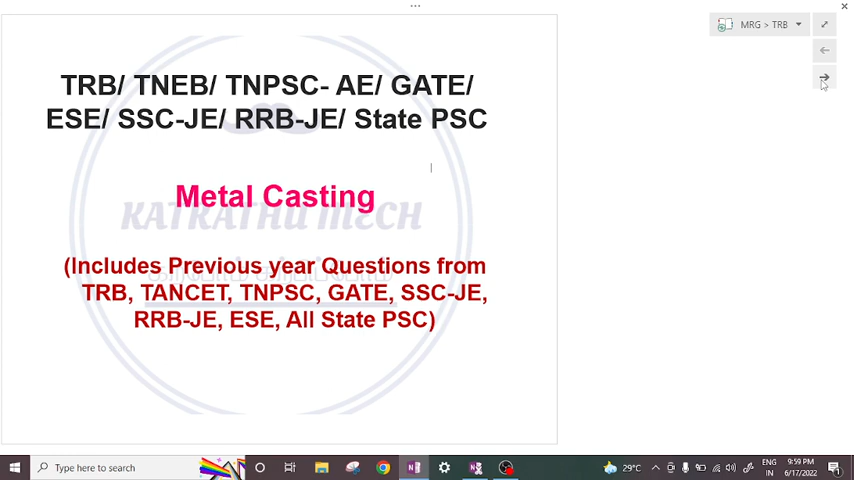 MRG > TRB
TRB/ TNEB/ TNPSC- AE/ GATE/
ESE/ SSC-JE/ RRB-JE/ State PSC
Metal Casting
KATRATHU MECH
(Includes Previous year Questions from
TRB, TANCET, TNPSC, GATE, SSC-JE,
RRB-JE, ESE, All State PSC)
Type here to search
29°C
ENG
IN
9:59 PM
6/17/2022